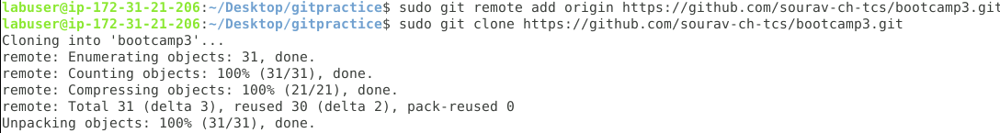 labuser@ip-172-31-21-206:~/Desktop/gitpractice$ sudo git remote add origin https://github.com/sourav-ch-tcs/bootcamp3.git
labuser@ip-172-31-21-206:~/Desktop/gitpractice$ sudo git clone https://github.com/sourav-ch-tcs/bootcamp3.git
Cloning into 'bootcamp3'...
remote: Enumerating objects: 31, done.
remote: Counting objects: 100% (31/31), done.
remote: Compressing objects: 100% (21/21), done.
remote: Total 31 (delta 3), reused 30 (delta 2), pack-reused 0
Unpacking objects: 100% (31/31), done.